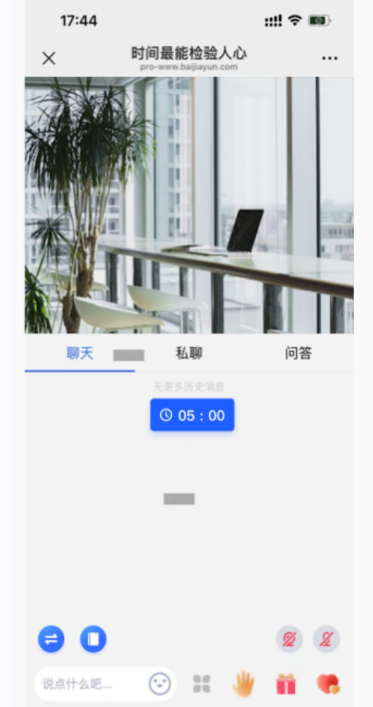 17:44
时间最能检验人心
pro-www.baijiayun.com
聊天 私聊 问答
无更多历史消息
05 : 00
说点什么吧....